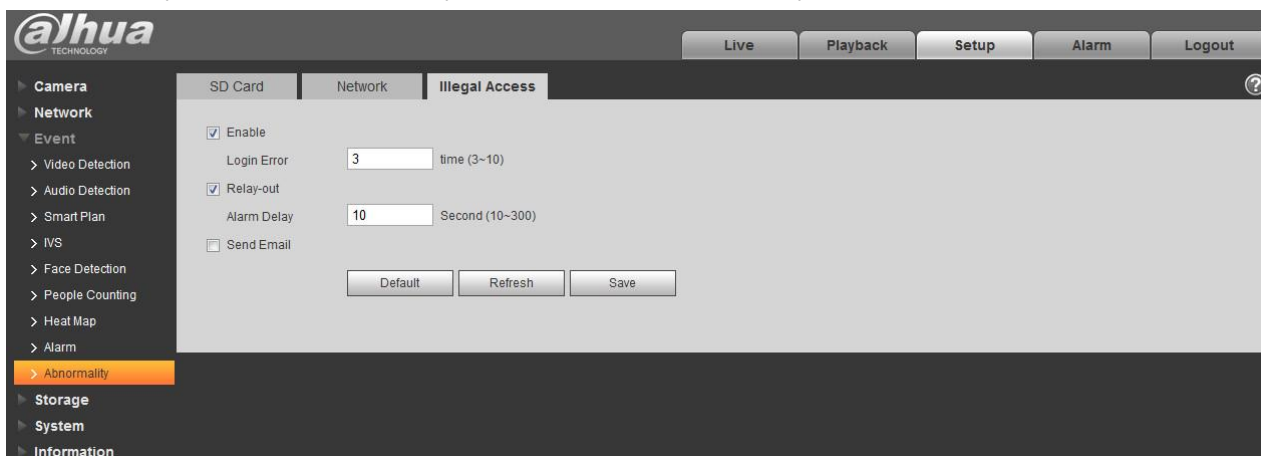 alhua
TECHNOLOGY
Live Playback Setup Alarm Logout
Camera
Network
Event
Video Detection
Audio Detection
Smart Plan
IVS
Face Detection
People Counting
Heat Map
Alarm
Abnormality
Storage
System
Information
SD Card Network Illegal Access
?
Enable
Login Error 3 time (3~10)
Relay-out
Alarm Delay 10 Second (10~300)
Send Email
Default Refresh Save